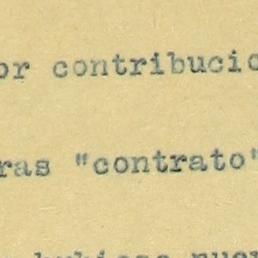 or contribucio
ras "contrato"